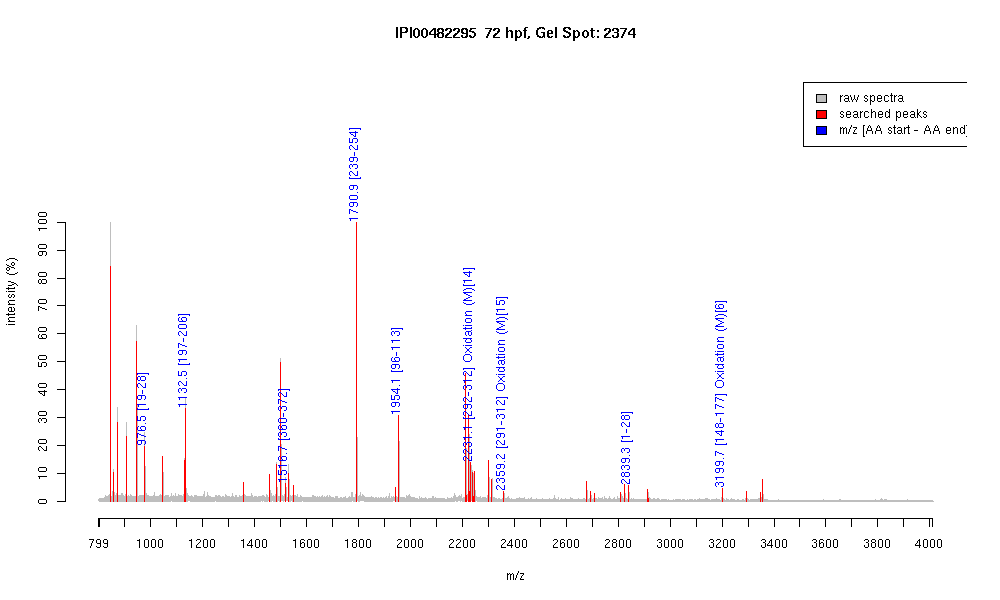 IPI00482295 72 hpf, Gel Spot: 2374
raw spectra
searched peaks
m/z [AA start - AA end]
intensity (%)
100
90
80
70
60
50
40
30
20
10
0
976.5 [19-28]
1132.5 [197-206]
1516.7 [360-372]
1790.9 [239-254]
1954.1 [96-113]
2231.1 [292-312] Oxidation (M)[14]
2359.2 [291-312] Oxidation (M)[15]
2839.3 [1-28]
3199.7 [148-177] Oxidation (M)[6]
799 1000 1200 1400 1600 1800 2000 2200 2400 2600 2800 3000 3200 3400 3600 3800 4000
m/z